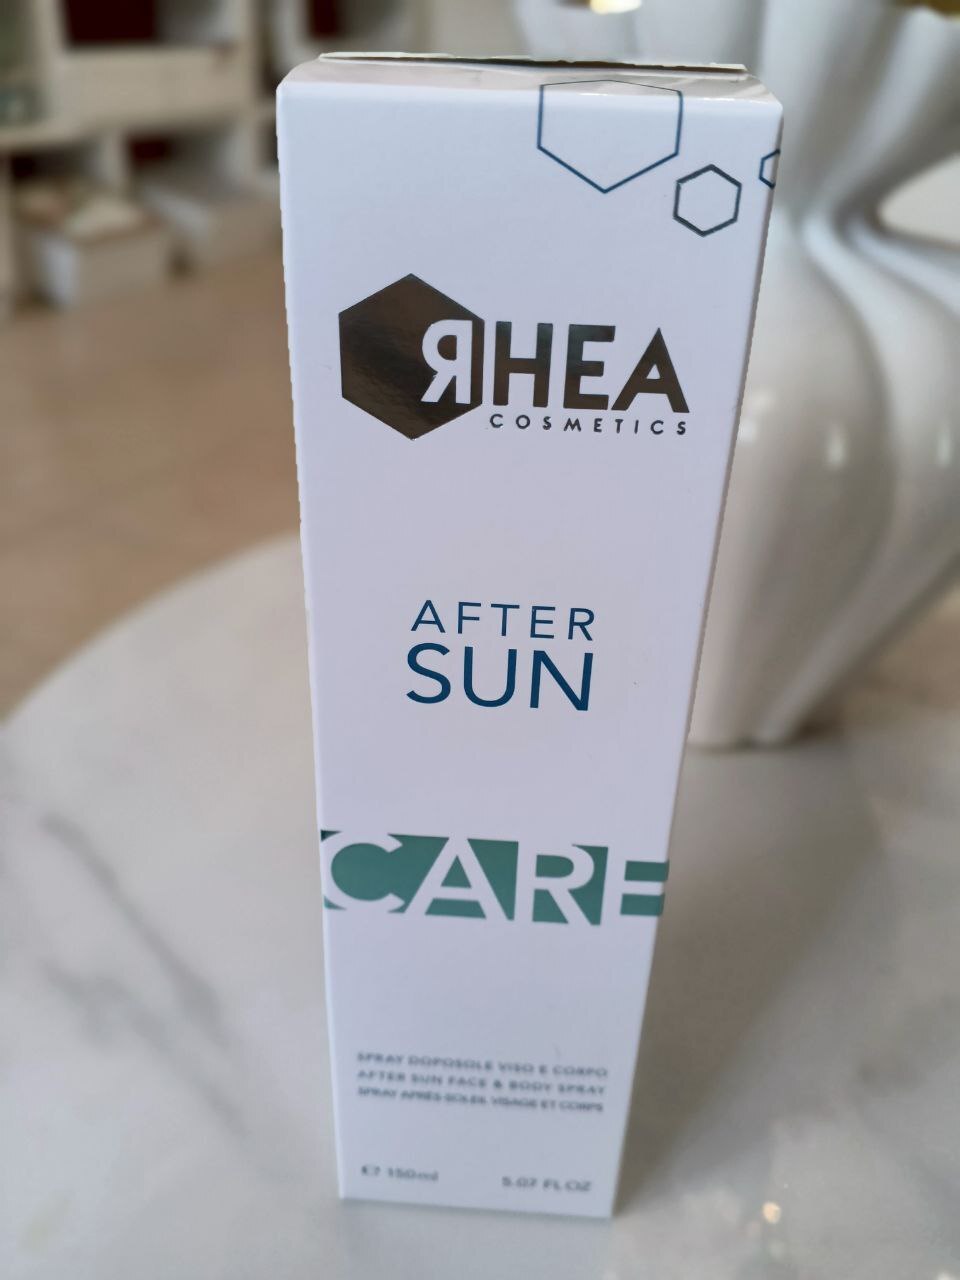 RHEA
COSMETICS
AFTER
SUN
CARE
SPRAY DOPOSOLE VISO E CORPO
AFTER SUN FACE & BODY SPRAY
SPRAY APRÈS-SOLEIL VISAGE ET CORPS
150ml 5.07 FL OZ